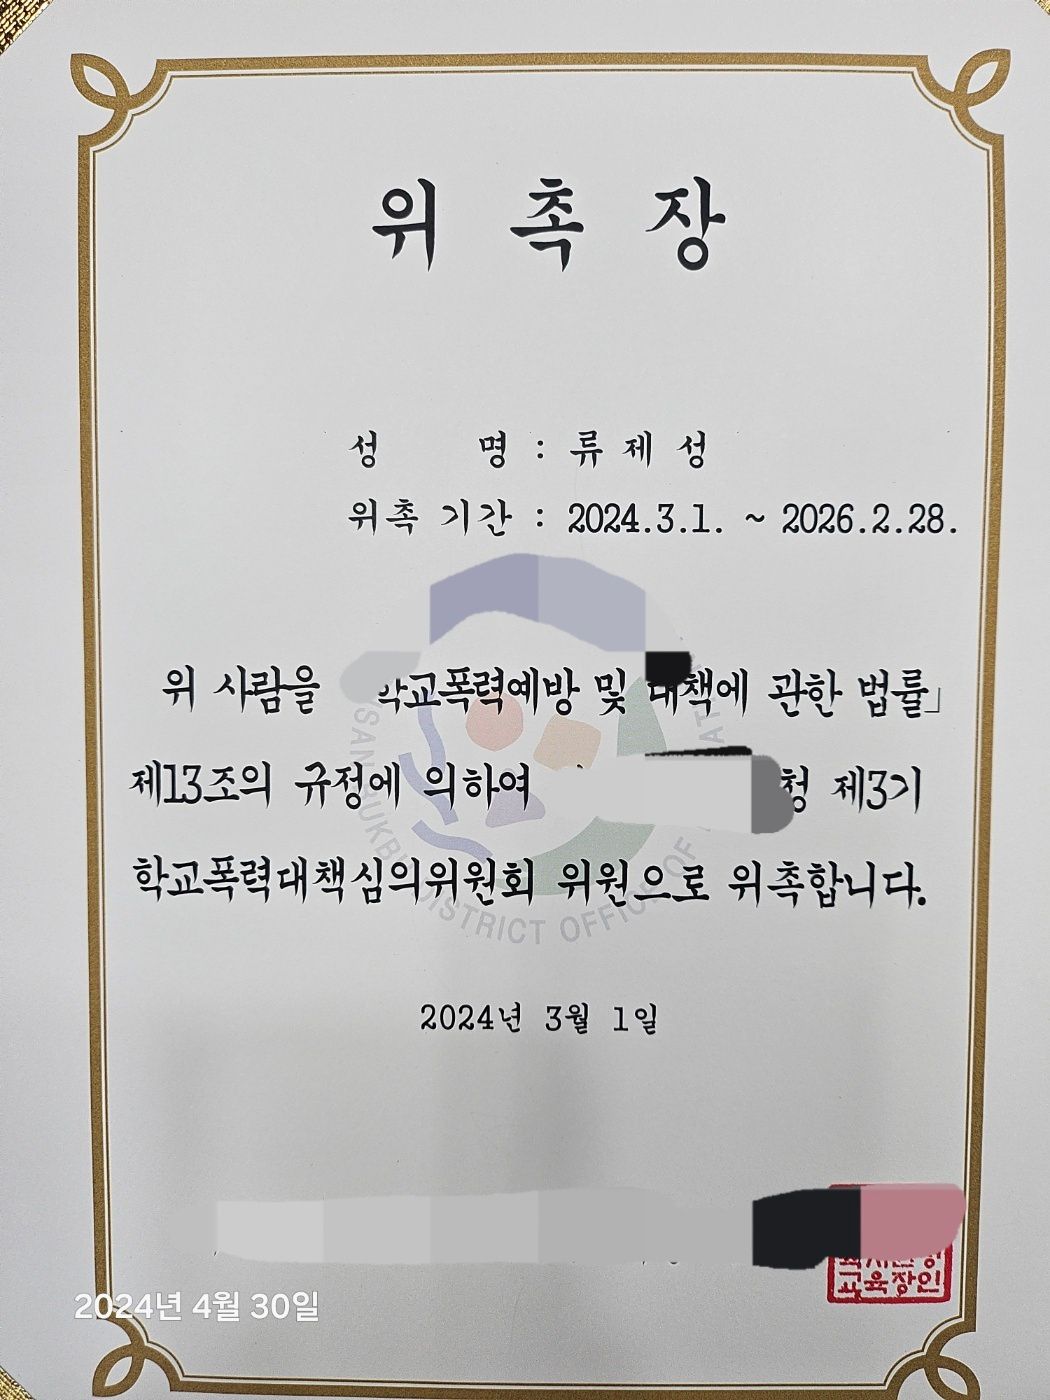 위 촉 장
성 명 : 류 제 성
위촉 기간 : 2024.3.1. ~ 2026.2.28.
위 사람을 학교폭력예방 및 대책에 관한 법률」
제13조의 규정에 의하여 청 제3기
학교폭력대책심의위원회 위원으로 위촉합니다.
DISTRICT OFFICE OF
2024년 3월 1일
교육장인
2024년 4월 30일